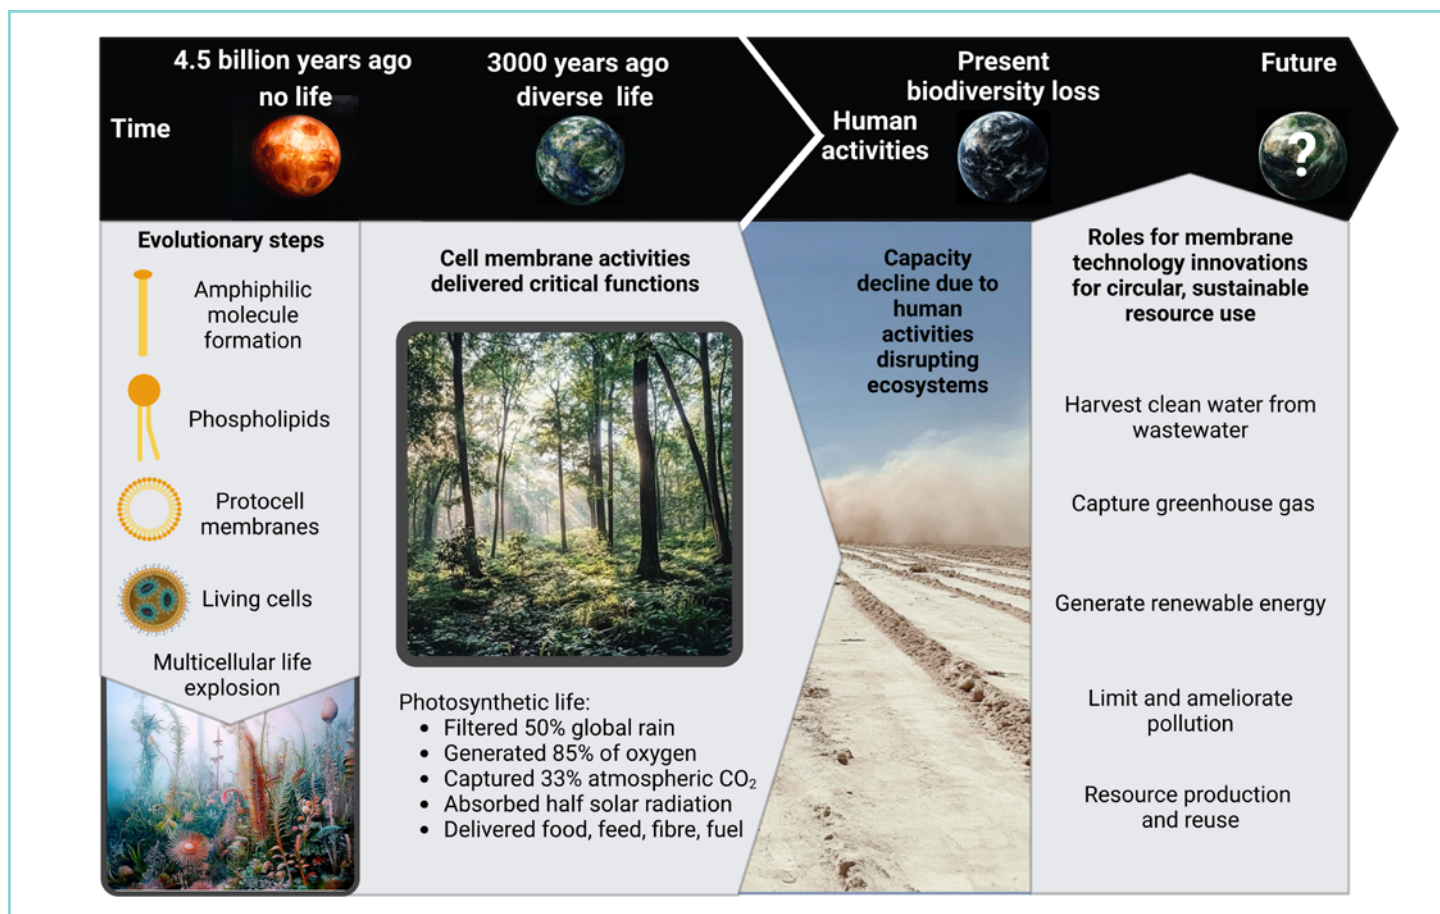 4.5 billion years ago
no life
3000 years ago
diverse life
Present
biodiversity loss
Future
Time
Human
activities
?
Evolutionary steps
Amphiphilic
molecule
formation
Phospholipids
Protocell
membranes
Living cells
Multicellular life
explosion
Cell membrane activities
delivered critical functions
Photosynthetic life:
• Filtered 50% global rain
• Generated 85% of oxygen
• Captured 33% atmospheric CO₂
• Absorbed half solar radiation
• Delivered food, feed, fibre, fuel
Capacity
decline due to
human
activities
disrupting
ecosystems
Roles for membrane
technology innovations
for circular, sustainable
resource use
Harvest clean water from
wastewater
Capture greenhouse gas
Generate renewable energy
Limit and ameliorate
pollution
Resource production
and reuse